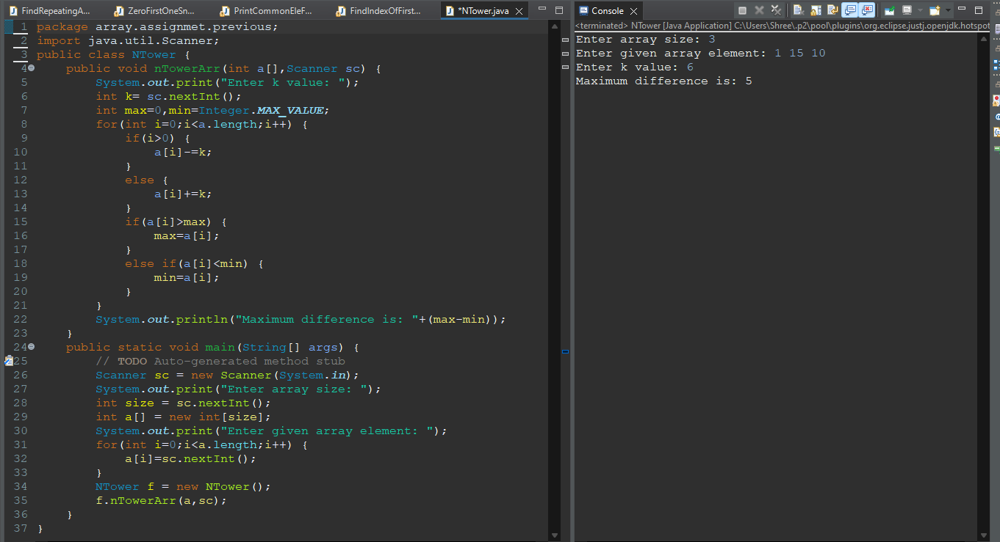 FindRepeatingA... ZeroFirstOneSn... PrintCommonEleF... FindIndexOfFirst... *NTower.java
1 package array.assignmet.previous;
2 import java.util.Scanner;
3 public class NTower {
4 public void nTowerArr(int a[],Scanner sc) {
5 System.out.print("Enter k value: ");
6 int k= sc.nextInt();
7 int max=0,min=Integer.MAX_VALUE;
8 for(int i=0;i<a.length;i++) {
9 if(i>0) {
10 a[i]-=k;
11 }
12 else {
13 a[i]+=k;
14 }
15 if(a[i]>max) {
16 max=a[i];
17 }
18 else if(a[i]<min) {
19 min=a[i];
20 }
21 }
22 System.out.println("Maximum difference is: "+(max-min));
23 }
24 public static void main(String[] args) {
25 // TODO Auto-generated method stub
26 Scanner sc = new Scanner(System.in);
27 System.out.print("Enter array size: ");
28 int size = sc.nextInt();
29 int a[] = new int[size];
30 System.out.print("Enter given array element: ");
31 for(int i=0;i<a.length;i++) {
32 a[i]=sc.nextInt();
33 }
34 NTower f = new NTower();
35 f.nTowerArr(a,sc);
36 }
37 }
Console
<terminated> NTower [Java Application] C:\Users\Shree\.p2\pool\plugins\org.eclipse.justj.openjdk.hotspot
Enter array size: 3
Enter given array element: 1 15 10
Enter k value: 6
Maximum difference is: 5